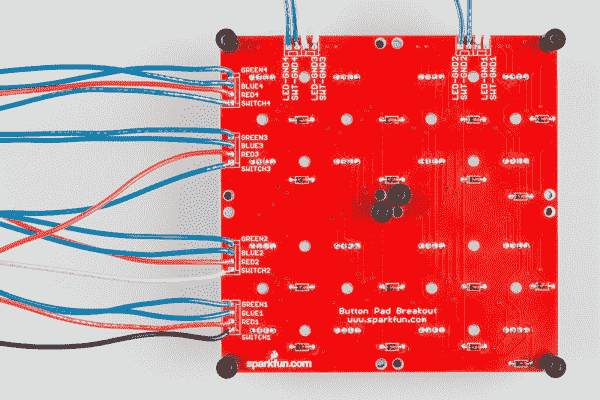 LED-GND4
SWT-GND4
LED-GND3
SWT-GND3
LED-GND2
SWT-GND2
LED-GND1
SWT-GND1
GREEN4
BLUE4
RED4
SWITCH4
GREEN3
BLUE3
RED3
SWITCH3
GREEN2
BLUE2
RED2
SWITCH2
GREEN1
BLUE1
RED1
SWITCH1
Button Pad Breakout
www.sparkfun.com
sparkfun.com